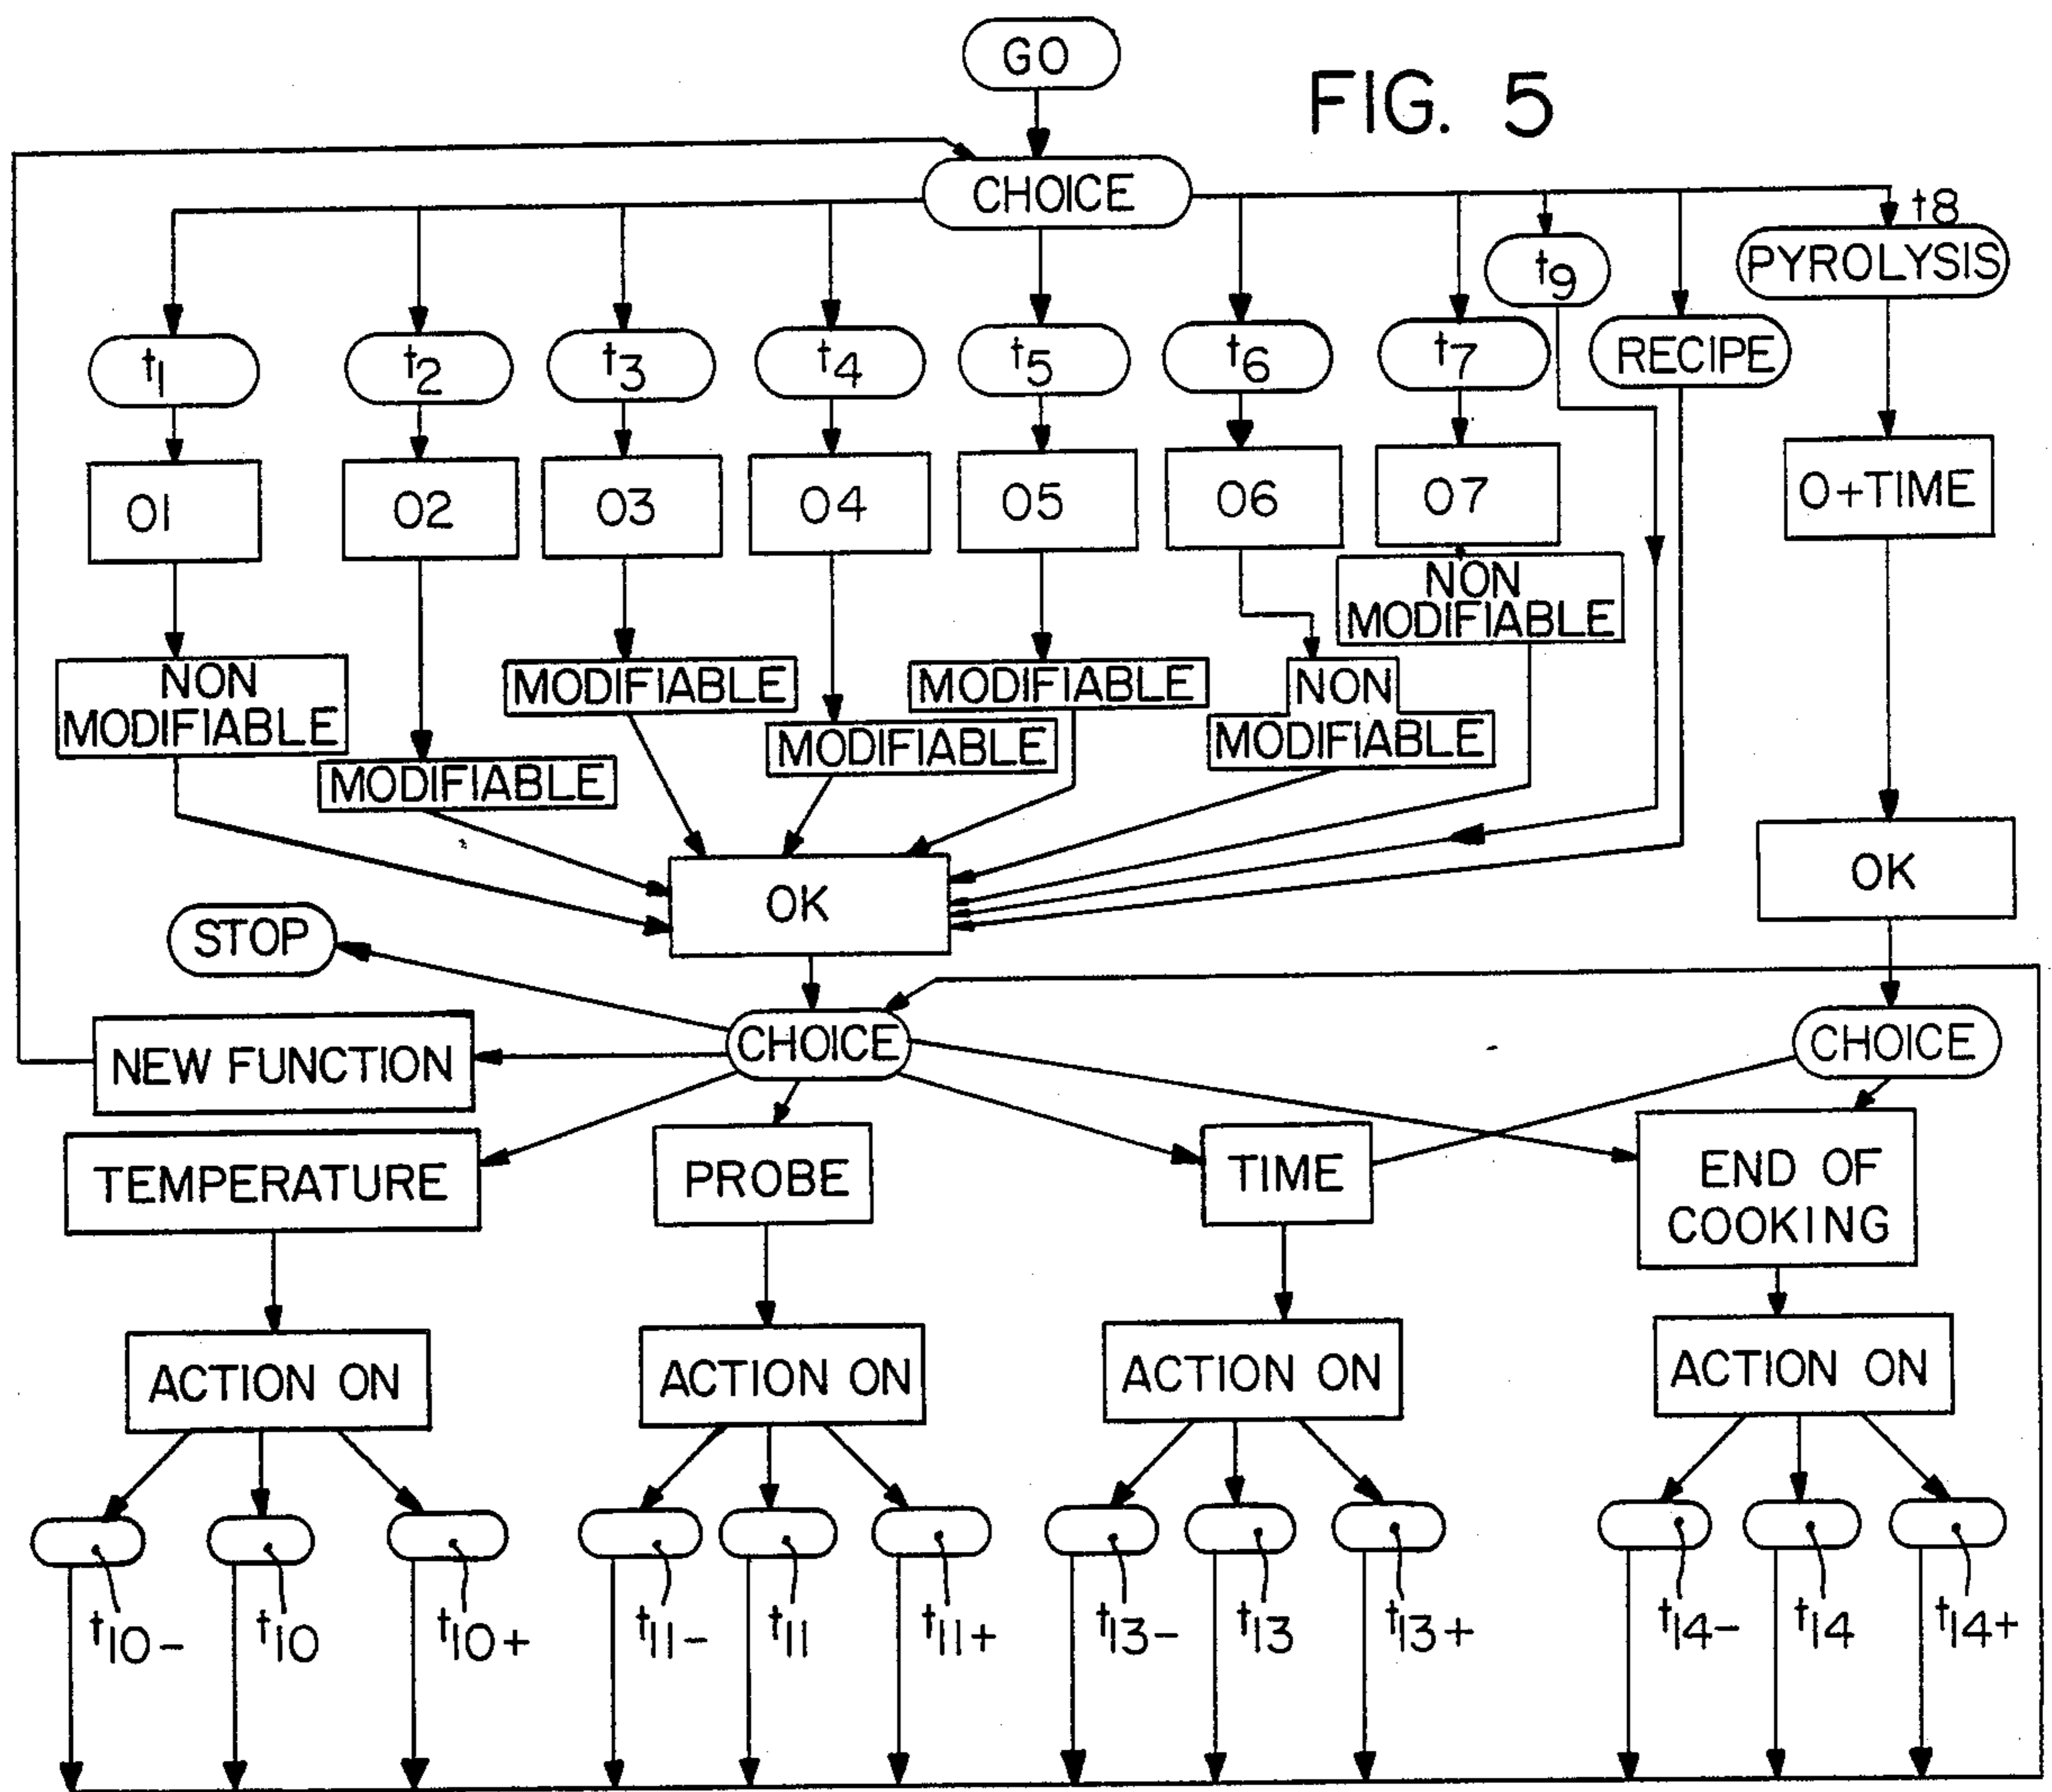 GO
FIG. 5
CHOICE
t8
PYROLYSIS
t9
t1
t2
t3
t4
t5
t6
t7
RECIPE
01
02
03
04
05
06
07
0+TIME
NON
MODIFIABLE
NON
MODIFIABLE
MODIFIABLE
MODIFIABLE
MODIFIABLE
MODIFIABLE
NON
MODIFIABLE
OK
OK
STOP
CHOICE
CHOICE
NEW FUNCTION
TEMPERATURE
PROBE
TIME
END OF
COOKING
ACTION ON
ACTION ON
ACTION ON
ACTION ON
t10-
t10
t10+
t11-
t11
t11+
t13-
t13
t13+
t14-
t14
t14+